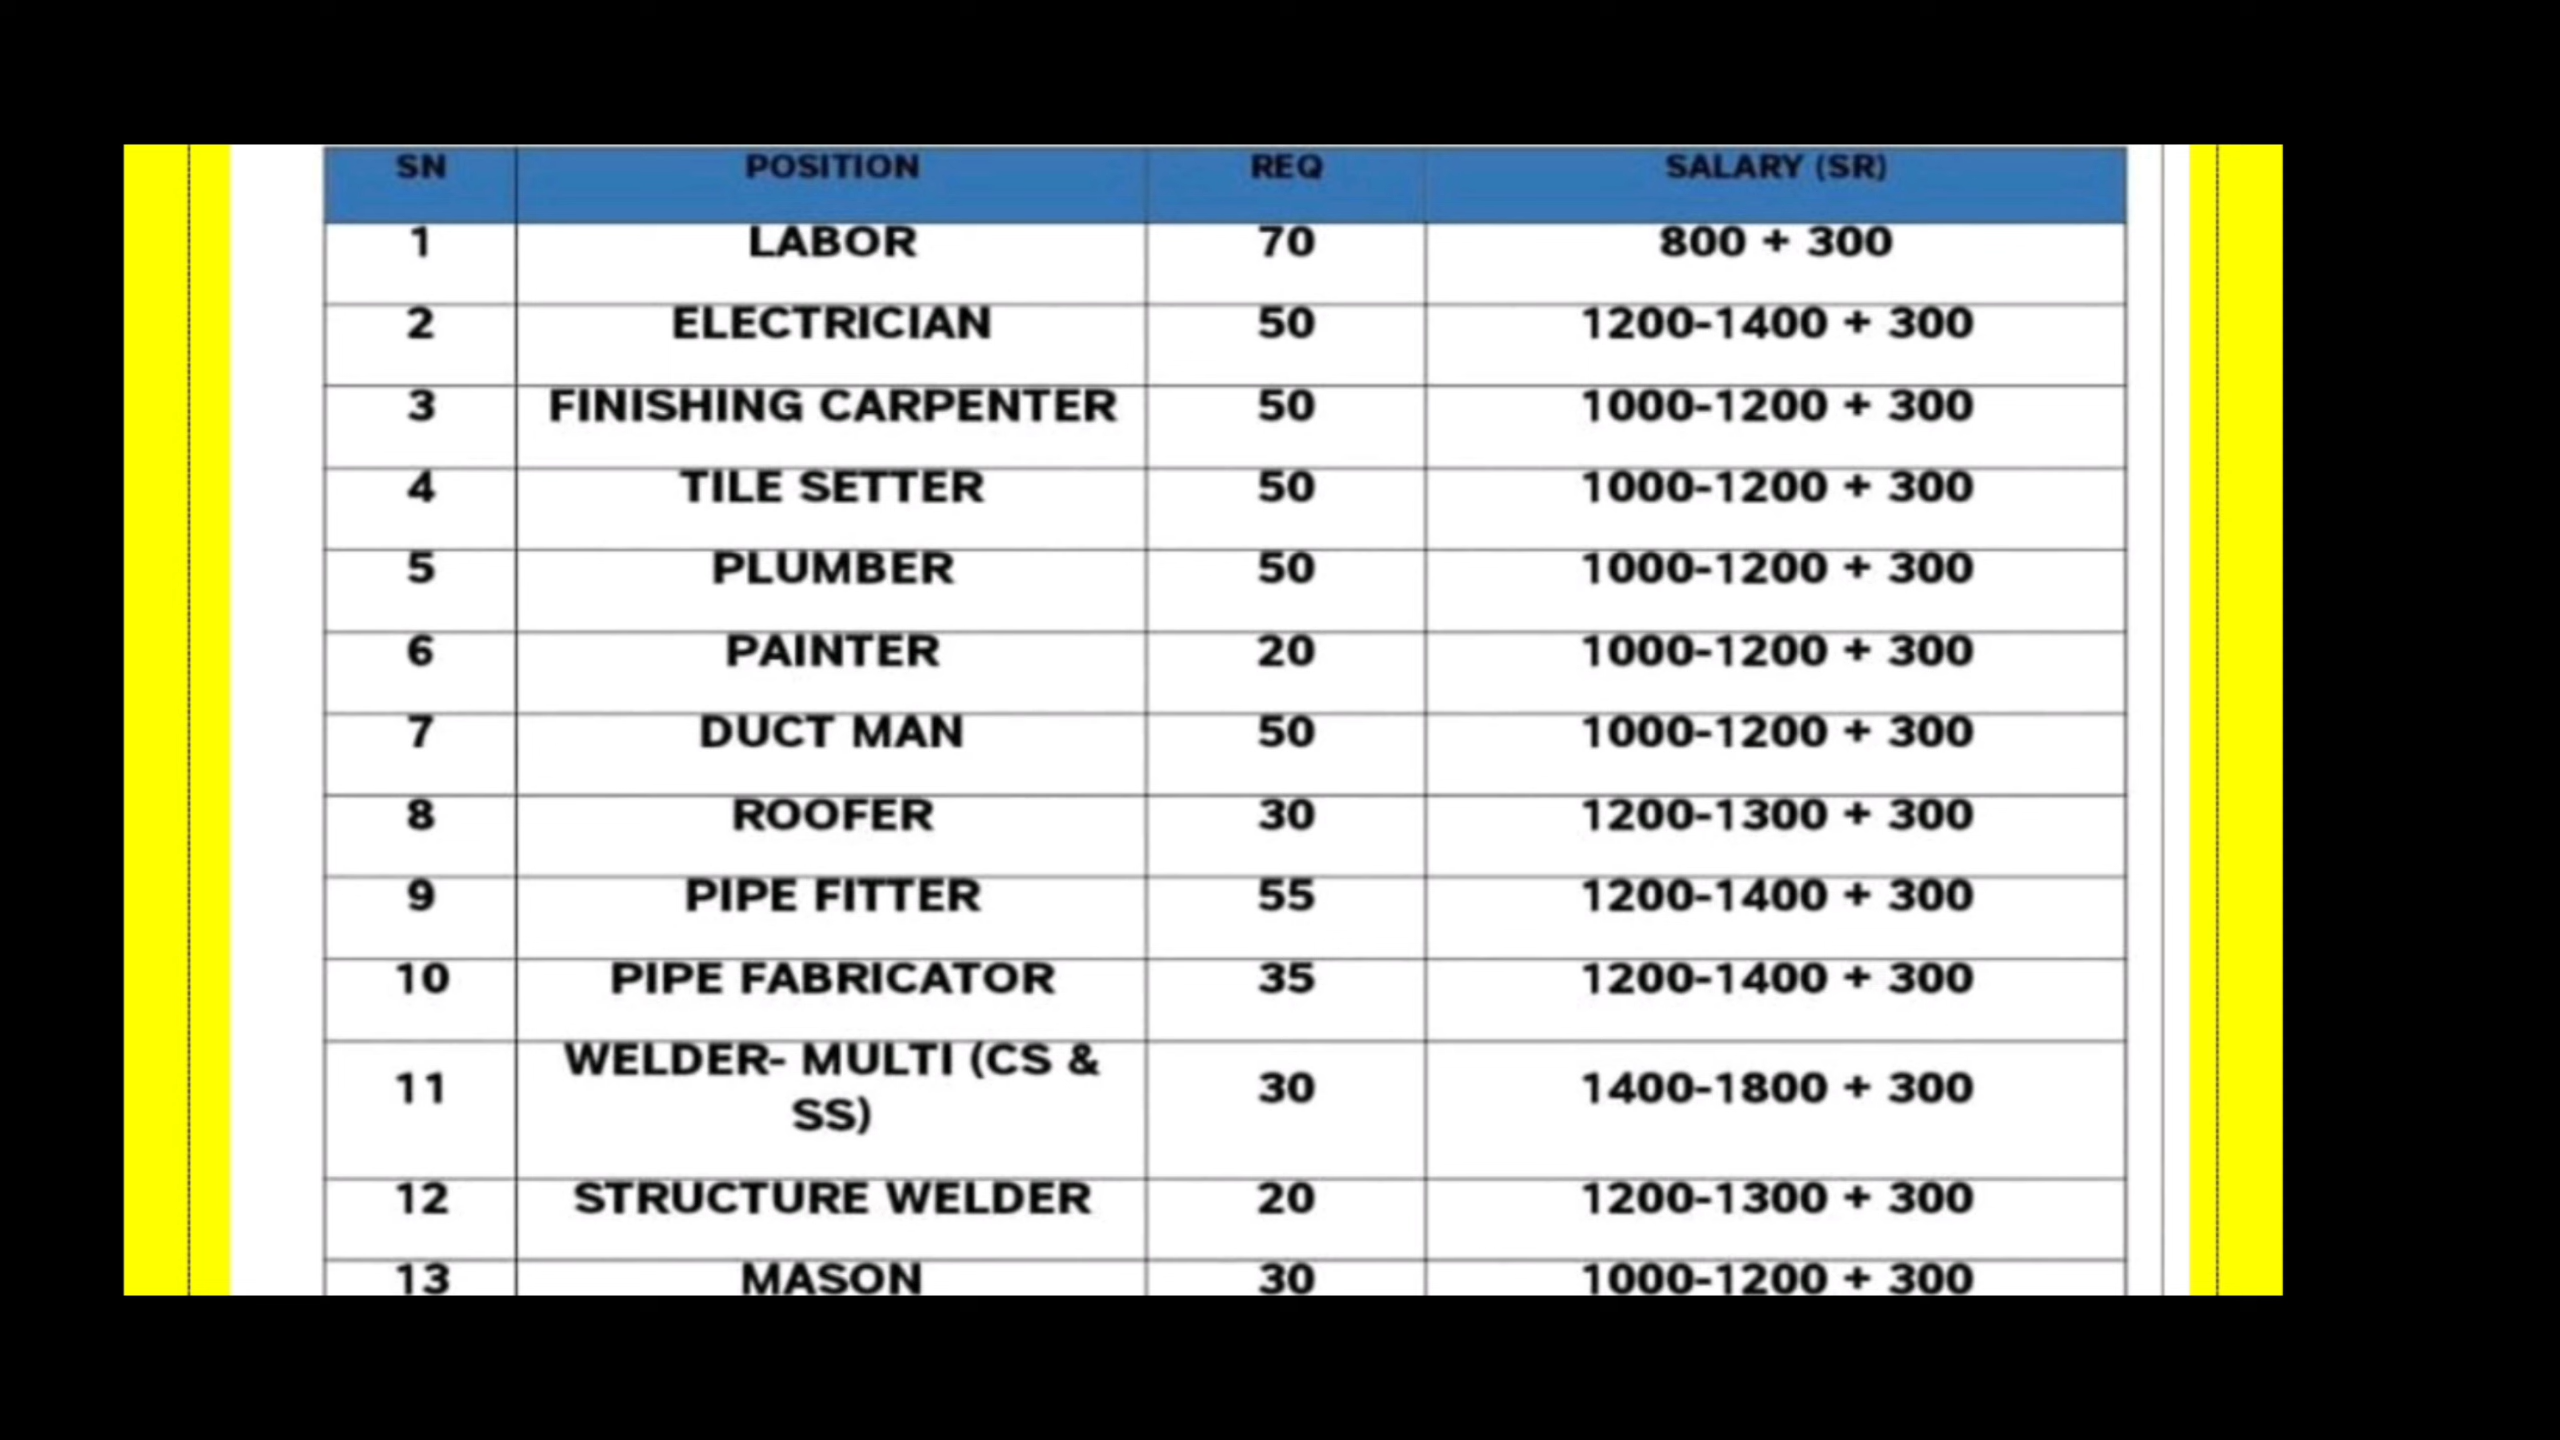 SN POSITION REQ SALARY (SR)
1 LABOR 70 800 + 300
2 ELECTRICIAN 50 1200-1400 + 300
3 FINISHING CARPENTER 50 1000-1200 + 300
4 TILE SETTER 50 1000-1200 + 300
5 PLUMBER 50 1000-1200 + 300
6 PAINTER 20 1000-1200 + 300
7 DUCT MAN 50 1000-1200 + 300
8 ROOFER 30 1200-1300 + 300
9 PIPE FITTER 55 1200-1400 + 300
10 PIPE FABRICATOR 35 1200-1400 + 300
11 WELDER- MULTI (CS &
SS) 30 1400-1800 + 300
12 STRUCTURE WELDER 20 1200-1300 + 300
13 MASON 30 1000-1200 + 300